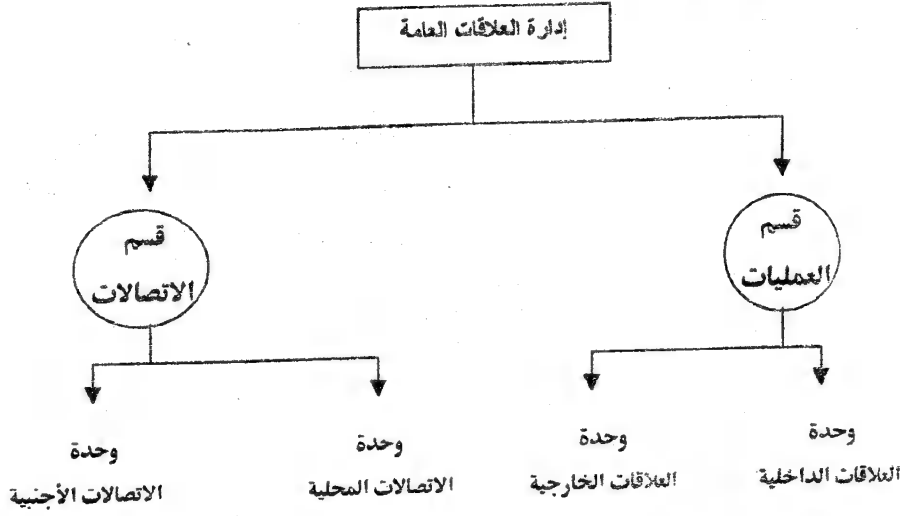 إدارة العلاقات العامة
قسم
العمليات
قسم
الاتصالات
وحدة
العلاقات الداخلية
وحدة
العلاقات الخارجية
وحدة
الاتصالات المحلية
وحدة
الاتصالات الأجنبية